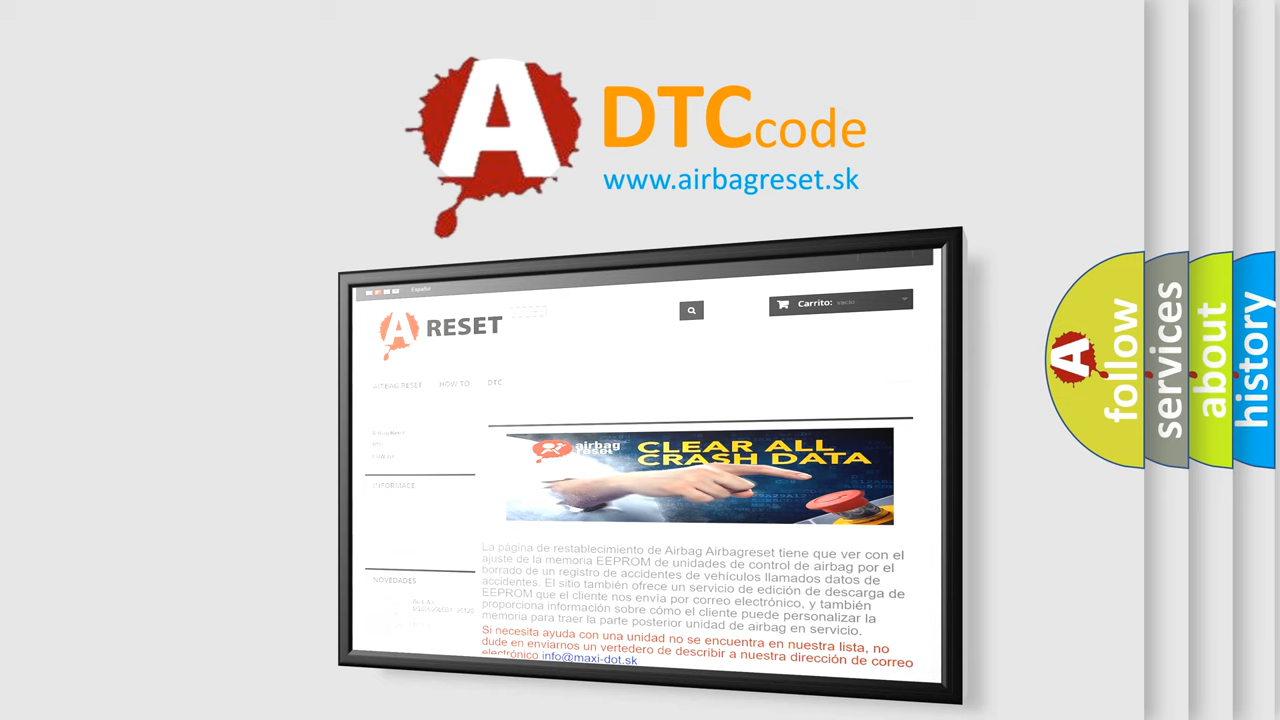 A
DTCcode
www.airbagreset.sk
Español
A RESET
Carrito: vacío
AIRBAG RESET HOW TO DTC
INFORMACE
airbag
reset
CLEAR ALL
CRASH DATA
La página de restablecimiento de Airbag Airbagreset tiene que ver con el
ajuste de la memoria EEPROM de unidades de control de airbag por el
borrado de un registro de accidentes de vehículos llamados datos de
accidentes. El sitio también ofrece un servicio de edición de descarga de
EEPROM que el cliente nos envía por correo electrónico, y también
proporciona información sobre cómo el cliente puede personalizar la
memoria para traer la parte posterior unidad de airbag en servicio.
Si necesita ayuda con una unidad no se encuentra en nuestra lista, no
dude en enviarnos un vertedero de describir a nuestra dirección de correo
electrónico info@maxi-dot.sk
NOVEDADES
A
follow
services
about
history